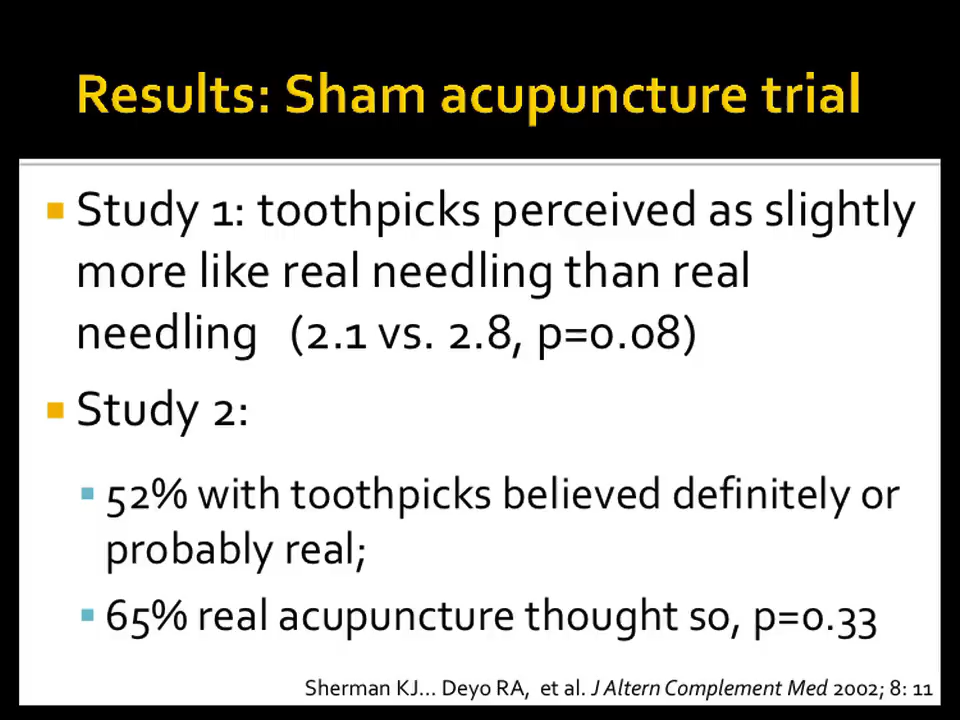 Results: Sham acupuncture trial
Study 1: toothpicks perceived as slightly
more like real needling than real
needling (2.1 vs. 2.8, p=0.08)
Study 2:
52% with toothpicks believed definitely or
probably real;
65% real acupuncture thought so, p=0.33
Sherman KJ... Deyo RA, et al. J Altern Complement Med 2002; 8: 11